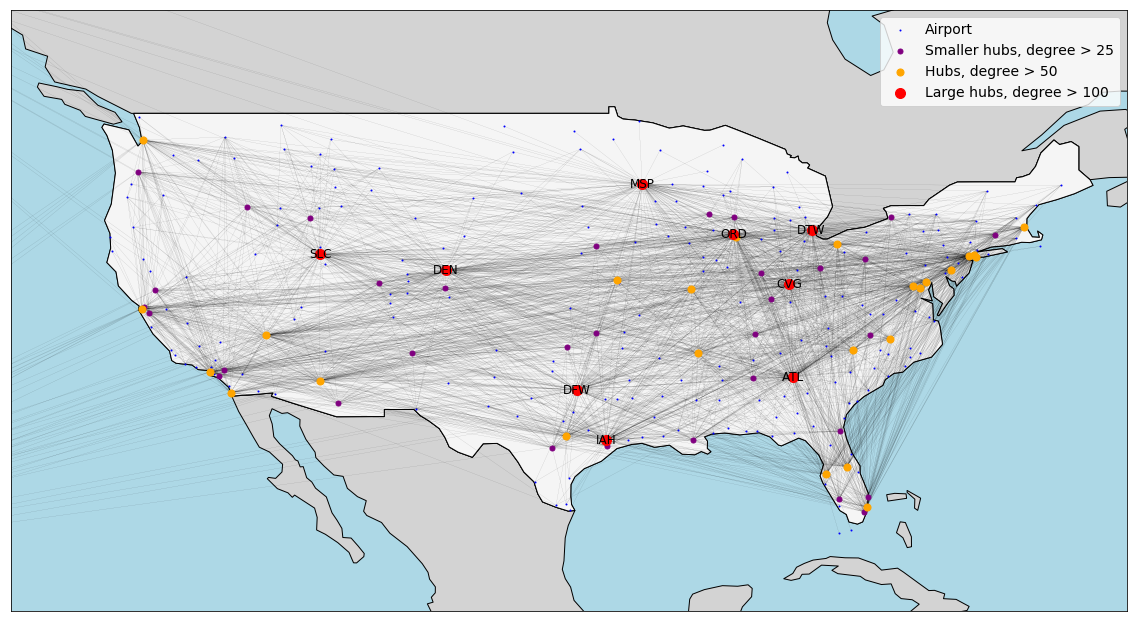 Airport
Smaller hubs, degree > 25
Hubs, degree > 50
Large hubs, degree > 100
MSP
ORD
DTW
SLC
DEN
CVG
ATL
DFW
IAH